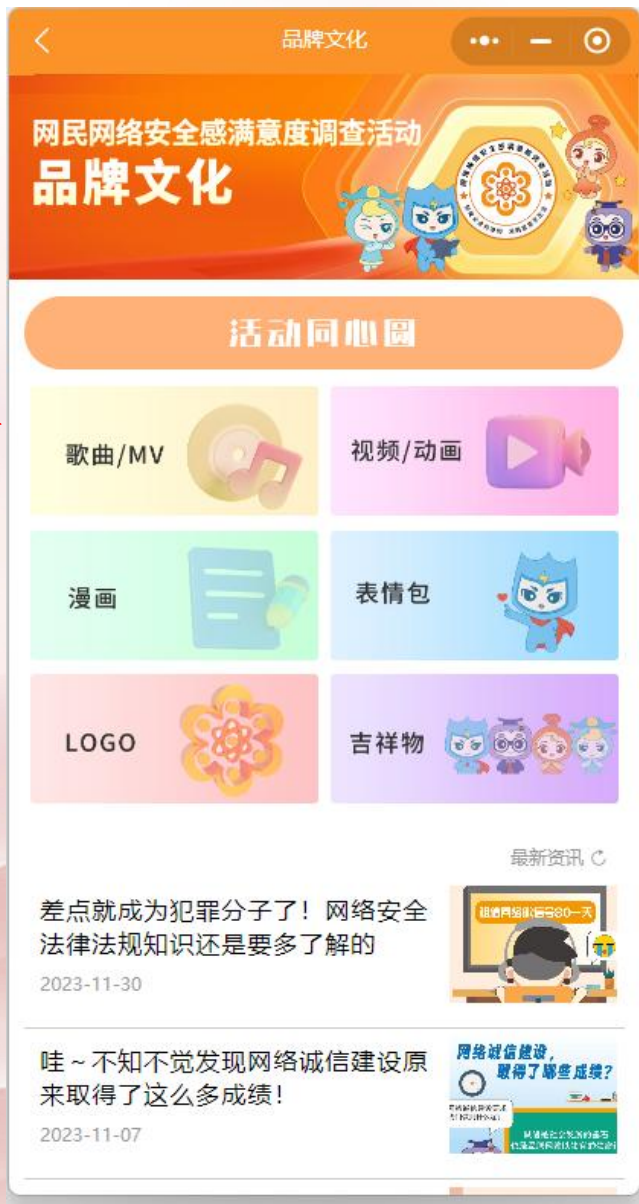 品牌文化
网民网络安全感满意度调查活动
品牌文化
活动同心圆
歌曲/MV
视频/动画
漫画
表情包
LOGO
吉祥物
最新资讯
差点就成为犯罪分子了！网络安全
法律法规知识还是要多了解的
2023-11-30
哇～不知不觉发现网络诚信建设原
来取得了这么多成绩！
2023-11-07
网络诚信建设，
取得了哪些成绩？